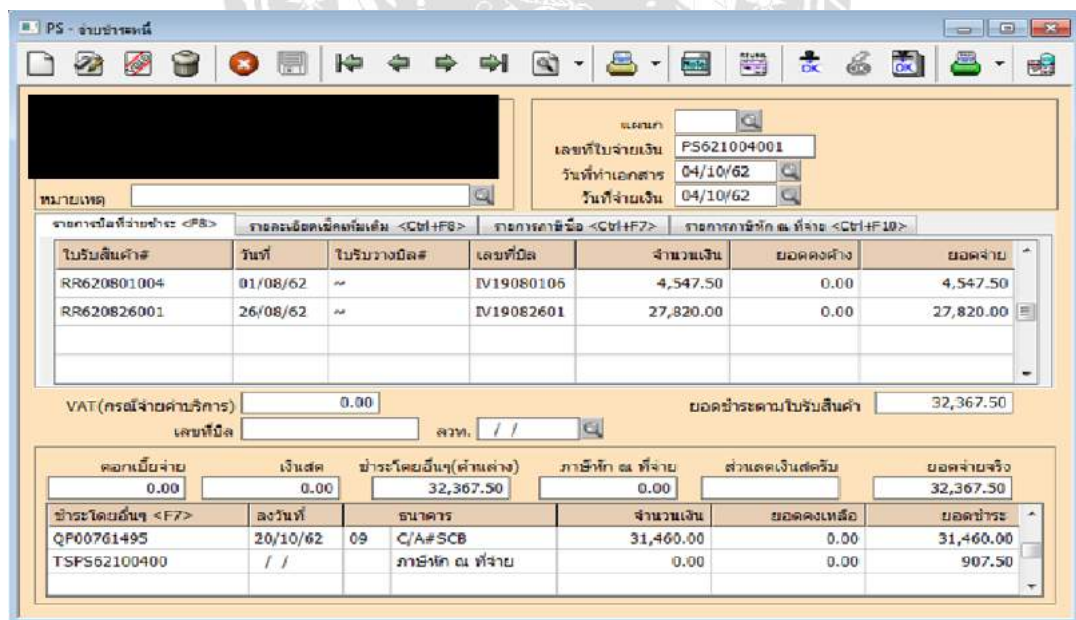 PS - จ่ายชำระหนี้
แผนก
เลขที่ใบจ่ายเงิน PS621004001
วันที่ทำเอกสาร 04/10/62
หมายเหตุ วันที่จ่ายเงิน 04/10/62
รายการบิลที่จ่ายชำระ <F8> รายละเอียดเช็คเพิ่มเติม <Ctrl+F8> รายการภาษีซื้อ <Ctrl+F7> รายการภาษีหัก ณ ที่จ่าย <Ctrl+F10>
ใบรับสินค้า# วันที่ ใบรับวางบิล# เลขที่บิล จำนวนเงิน ยอดคงค้าง ยอดจ่าย
RR620801004 01/08/62 ~ IV19080106 4,547.50 0.00 4,547.50
RR620826001 26/08/62 ~ IV19082601 27,820.00 0.00 27,820.00
VAT(กรณีจ่ายค่าบริการ) 0.00 ยอดชำระตามใบรับสินค้า 32,367.50
เลขที่บิล ลวท. / /
ดอกเบี้ยจ่าย เงินสด ชำระโดยอื่นๆ(ด้านล่าง) ภาษีหัก ณ ที่จ่าย ส่วนลดเงินสดรับ ยอดจ่ายจริง
0.00 0.00 32,367.50 0.00 32,367.50
ชำระโดยอื่นๆ <F7> ลงวันที่ ธนาคาร จำนวนเงิน ยอดคงเหลือ ยอดชำระ
QP00761495 20/10/62 09 C/A#SCB 31,460.00 0.00 31,460.00
TSPS62100400 / / ภาษีหัก ณ ที่จ่าย 0.00 0.00 907.50